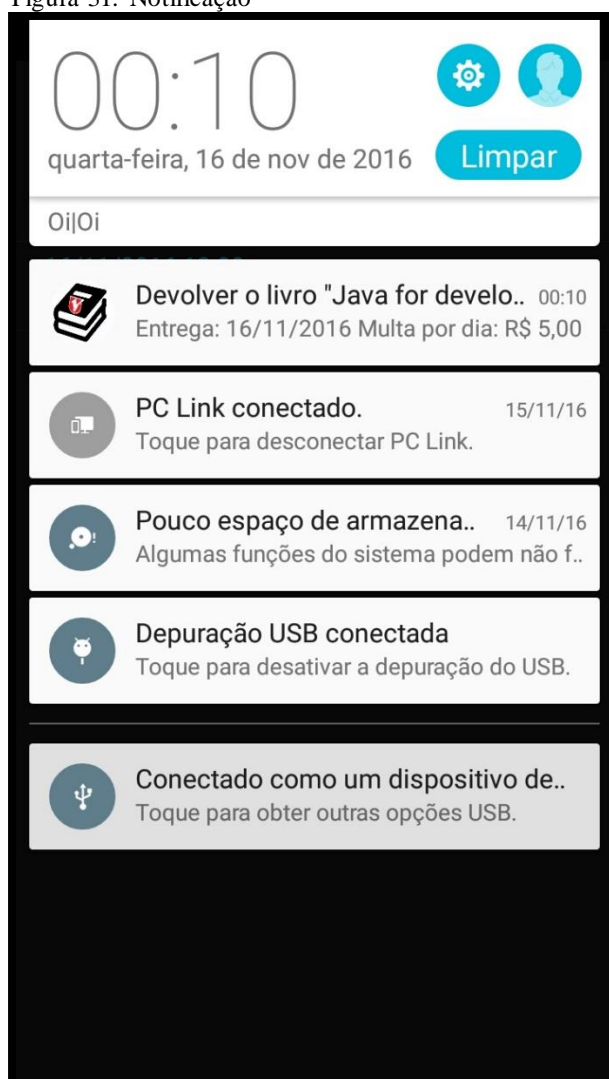 Figura 31: Notificação
00:10
quarta-feira, 16 de nov de 2016
Limpar
Oi|Oi
Devolver o livro "Java for develo.. 00:10
Entrega: 16/11/2016 Multa por dia: R$ 5,00
PC Link conectado. 15/11/16
Toque para desconectar PC Link.
Pouco espaço de armazena.. 14/11/16
Algumas funções do sistema podem não f..
Depuração USB conectada
Toque para desativar a depuração do USB.
Conectado como um dispositivo de..
Toque para obter outras opções USB.